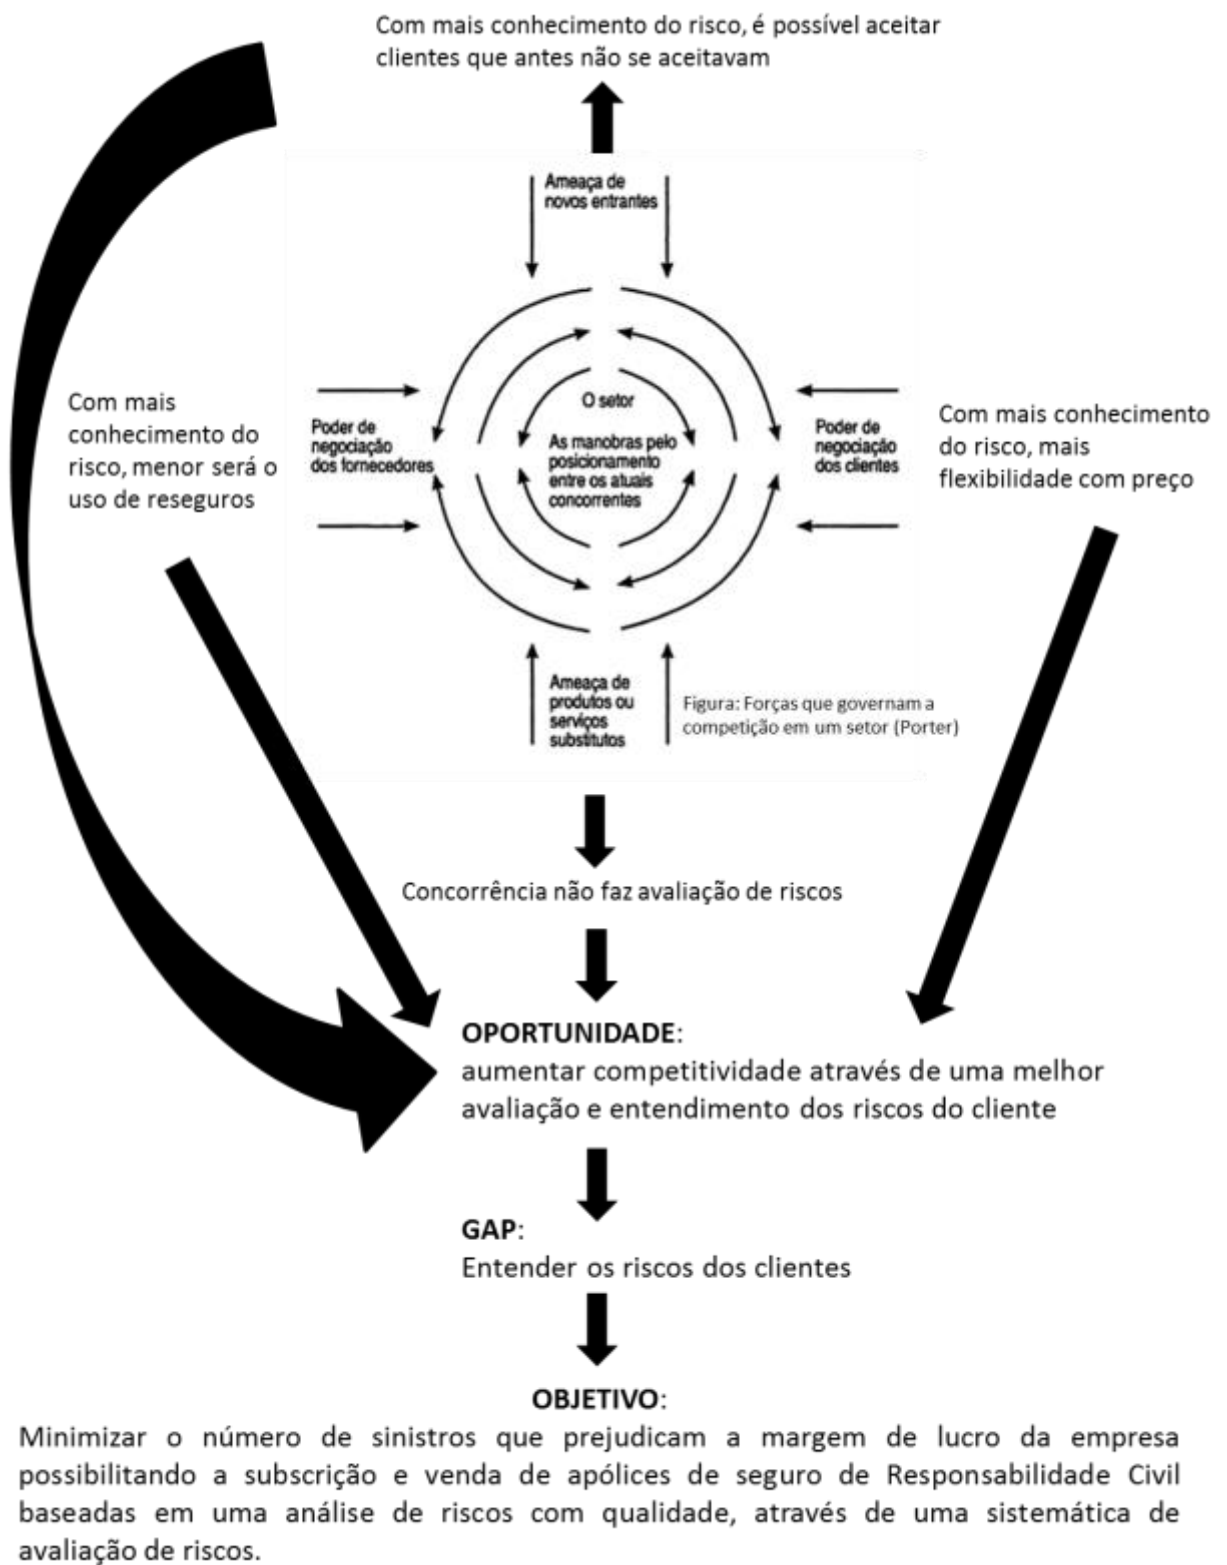 Com mais conhecimento do risco, é possível aceitar
clientes que antes não se aceitavam
Ameaça de
novos entrantes
Com mais
conhecimento do
risco, menor será o
uso de reseguros
Poder de
negociação
dos fornecedores
O setor
As manobras pelo
posicionamento
entre os atuais
concorrentes
Poder de
negociação
dos clientes
Com mais conhecimento
do risco, mais
flexibilidade com preço
Ameaça de
produtos ou
serviços
substitutos
Figura: Forças que governam a
competição em um setor (Porter)
Concorrência não faz avaliação de riscos
OPORTUNIDADE:
aumentar competitividade através de uma melhor
avaliação e entendimento dos riscos do cliente
GAP:
Entender os riscos dos clientes
OBJETIVO:
Minimizar o número de sinistros que prejudicam a margem de lucro da empresa
possibilitando a subscrição e venda de apólices de seguro de Responsabilidade Civil
baseadas em uma análise de riscos com qualidade, através de uma sistemática de
avaliação de riscos.